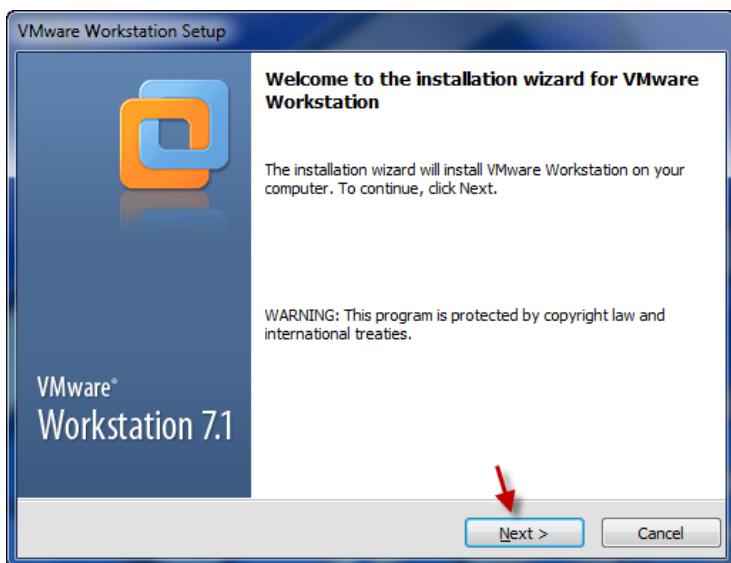 VMware Workstation Setup
Welcome to the installation wizard for VMware
Workstation
The installation wizard will install VMware Workstation on your
computer. To continue, click Next.
WARNING: This program is protected by copyright law and
international treaties.
VMware®
Workstation 7.1
Next >
Cancel